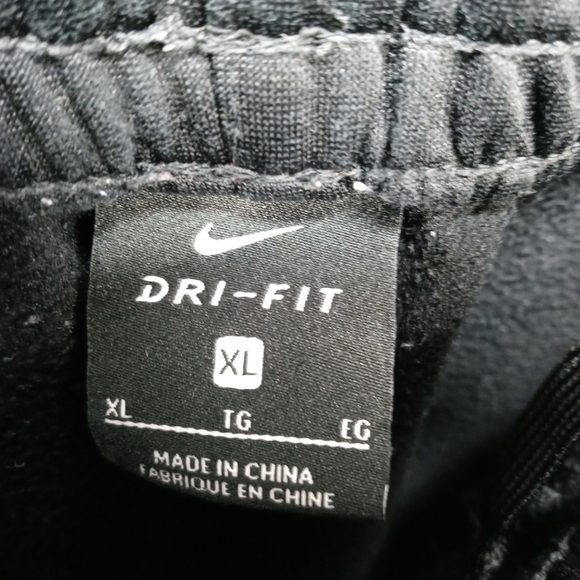 DRI-FIT
XL
XL TG EG
MADE IN CHINA
FABRIQUE EN CHINE